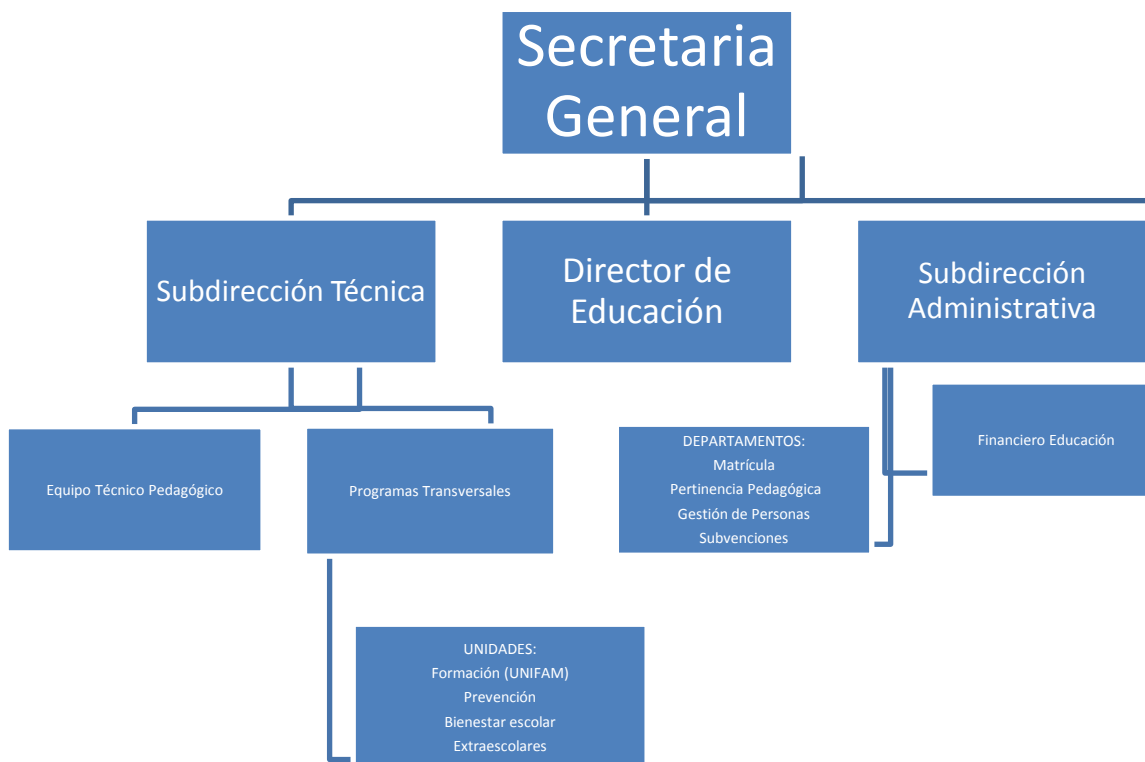 Secretaria
General
Subdirección Técnica
Director de
Educación
Subdirección
Administrativa
Equipo Técnico Pedagógico
Programas Transversales
DEPARTAMENTOS:
Matrícula
Pertinencia Pedagógica
Gestión de Personas
Subvenciones
Financiero Educación
UNIDADES:
Formación (UNIFAM)
Prevención
Bienestar escolar
Extraescolares